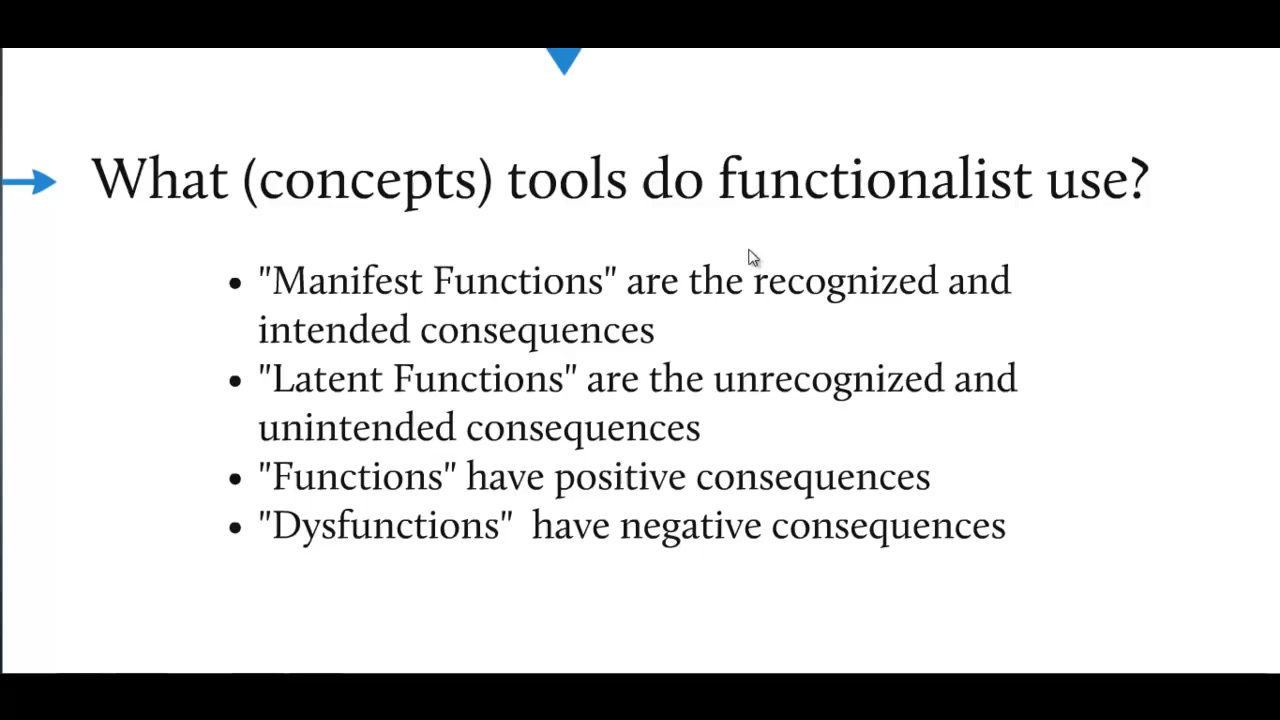 What (concepts) tools do functionalist use?
• "Manifest Functions" are the recognized and
intended consequences
• "Latent Functions" are the unrecognized and
unintended consequences
• "Functions" have positive consequences
• "Dysfunctions"  have negative consequences